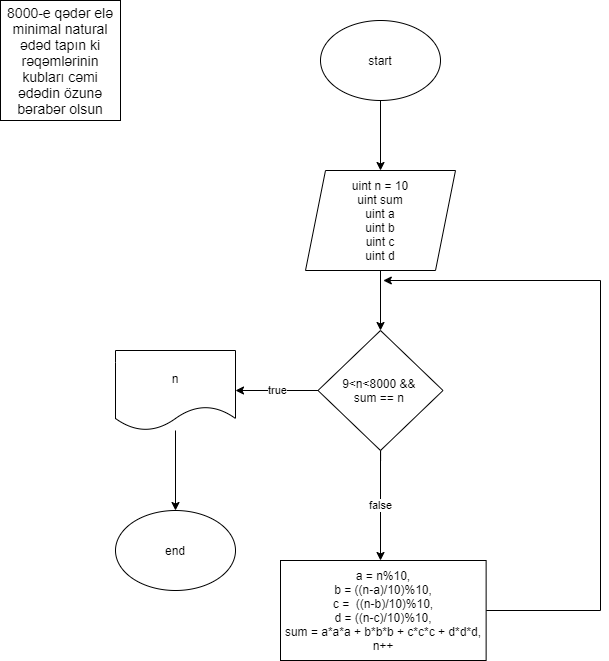 8000-e qədər elə
minimal natural
ədəd tapın ki
rəqəmlərinin
kubları cəmi
ədədin özünə
bərabər olsun
start
uint n = 10
uint sum
uint a
uint b
uint c
uint d
9<n<8000 &&
sum == n
true
n
end
false
a = n%10,
b = ((n-a)/10)%10,
c =  ((n-b)/10)%10,
d = ((n-c)/10)%10,
sum = a*a*a + b*b*b + c*c*c + d*d*d,
n++